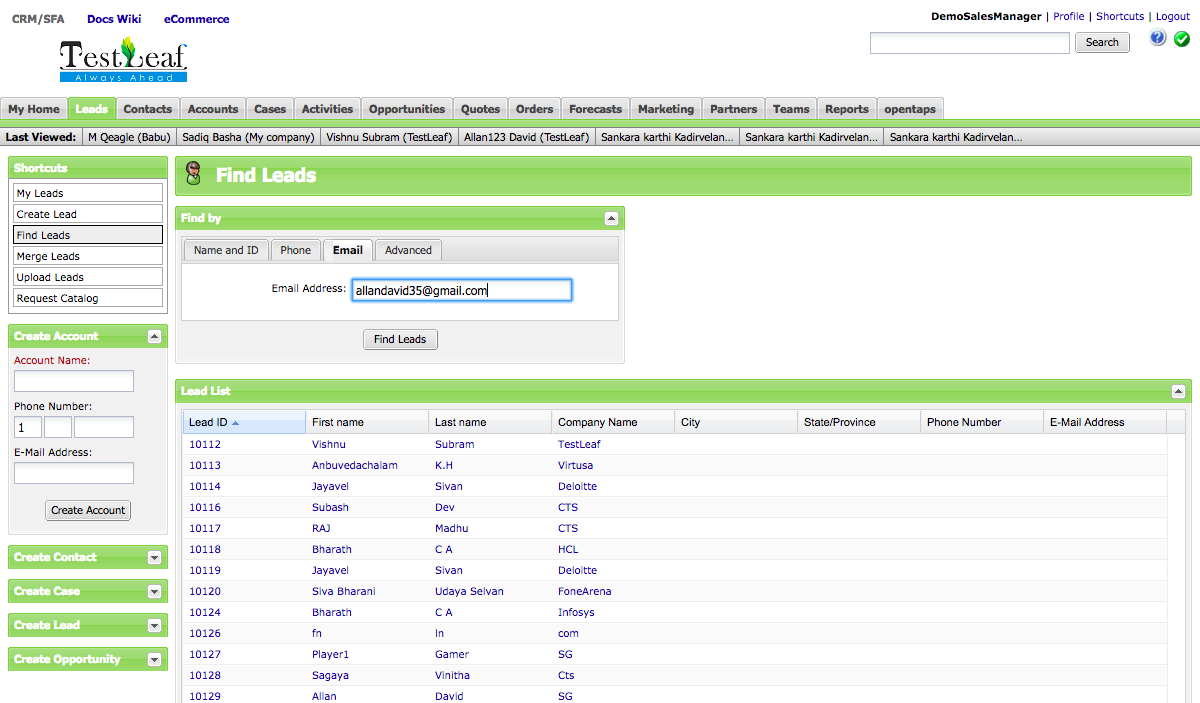 CRM/SFA Docs Wiki eCommerce
DemoSalesManager | Profile | Shortcuts | Logout
TestLeaf
Always Ahead
Search
?
My Home Leads Contacts Accounts Cases Activities Opportunities Quotes Orders Forecasts Marketing Partners Teams Reports opentaps
Last Viewed: M Qeagle (Babu) Sadiq Basha (My company) Vishnu Subram (TestLeaf) Allan123 David (TestLeaf) Sankara karthi Kadirvelan... Sankara karthi Kadirvelan... Sankara karthi Kadirvelan...
Shortcuts
My Leads
Create Lead
Find Leads
Merge Leads
Upload Leads
Request Catalog
Create Account
Account Name:
Phone Number:
1
E-Mail Address:
Create Account
Create Contact
Create Case
Create Lead
Create Opportunity
Find Leads
Find by
Name and ID Phone Email Advanced
Email Address: allandavid35@gmail.com
Find Leads
Lead List
Lead ID First name Last name Company Name City State/Province Phone Number E-Mail Address
10112 Vishnu Subram TestLeaf
10113 Anbuvedachalam K.H Virtusa
10114 Jayavel Sivan Deloitte
10116 Subash Dev CTS
10117 RAJ Madhu CTS
10118 Bharath C A HCL
10119 Jayavel Sivan Deloitte
10120 Siva Bharani Udaya Selvan FoneArena
10124 Bharath C A Infosys
10126 fn ln com
10127 Player1 Gamer SG
10128 Sagaya Vinitha Cts
10129 Allan David SG